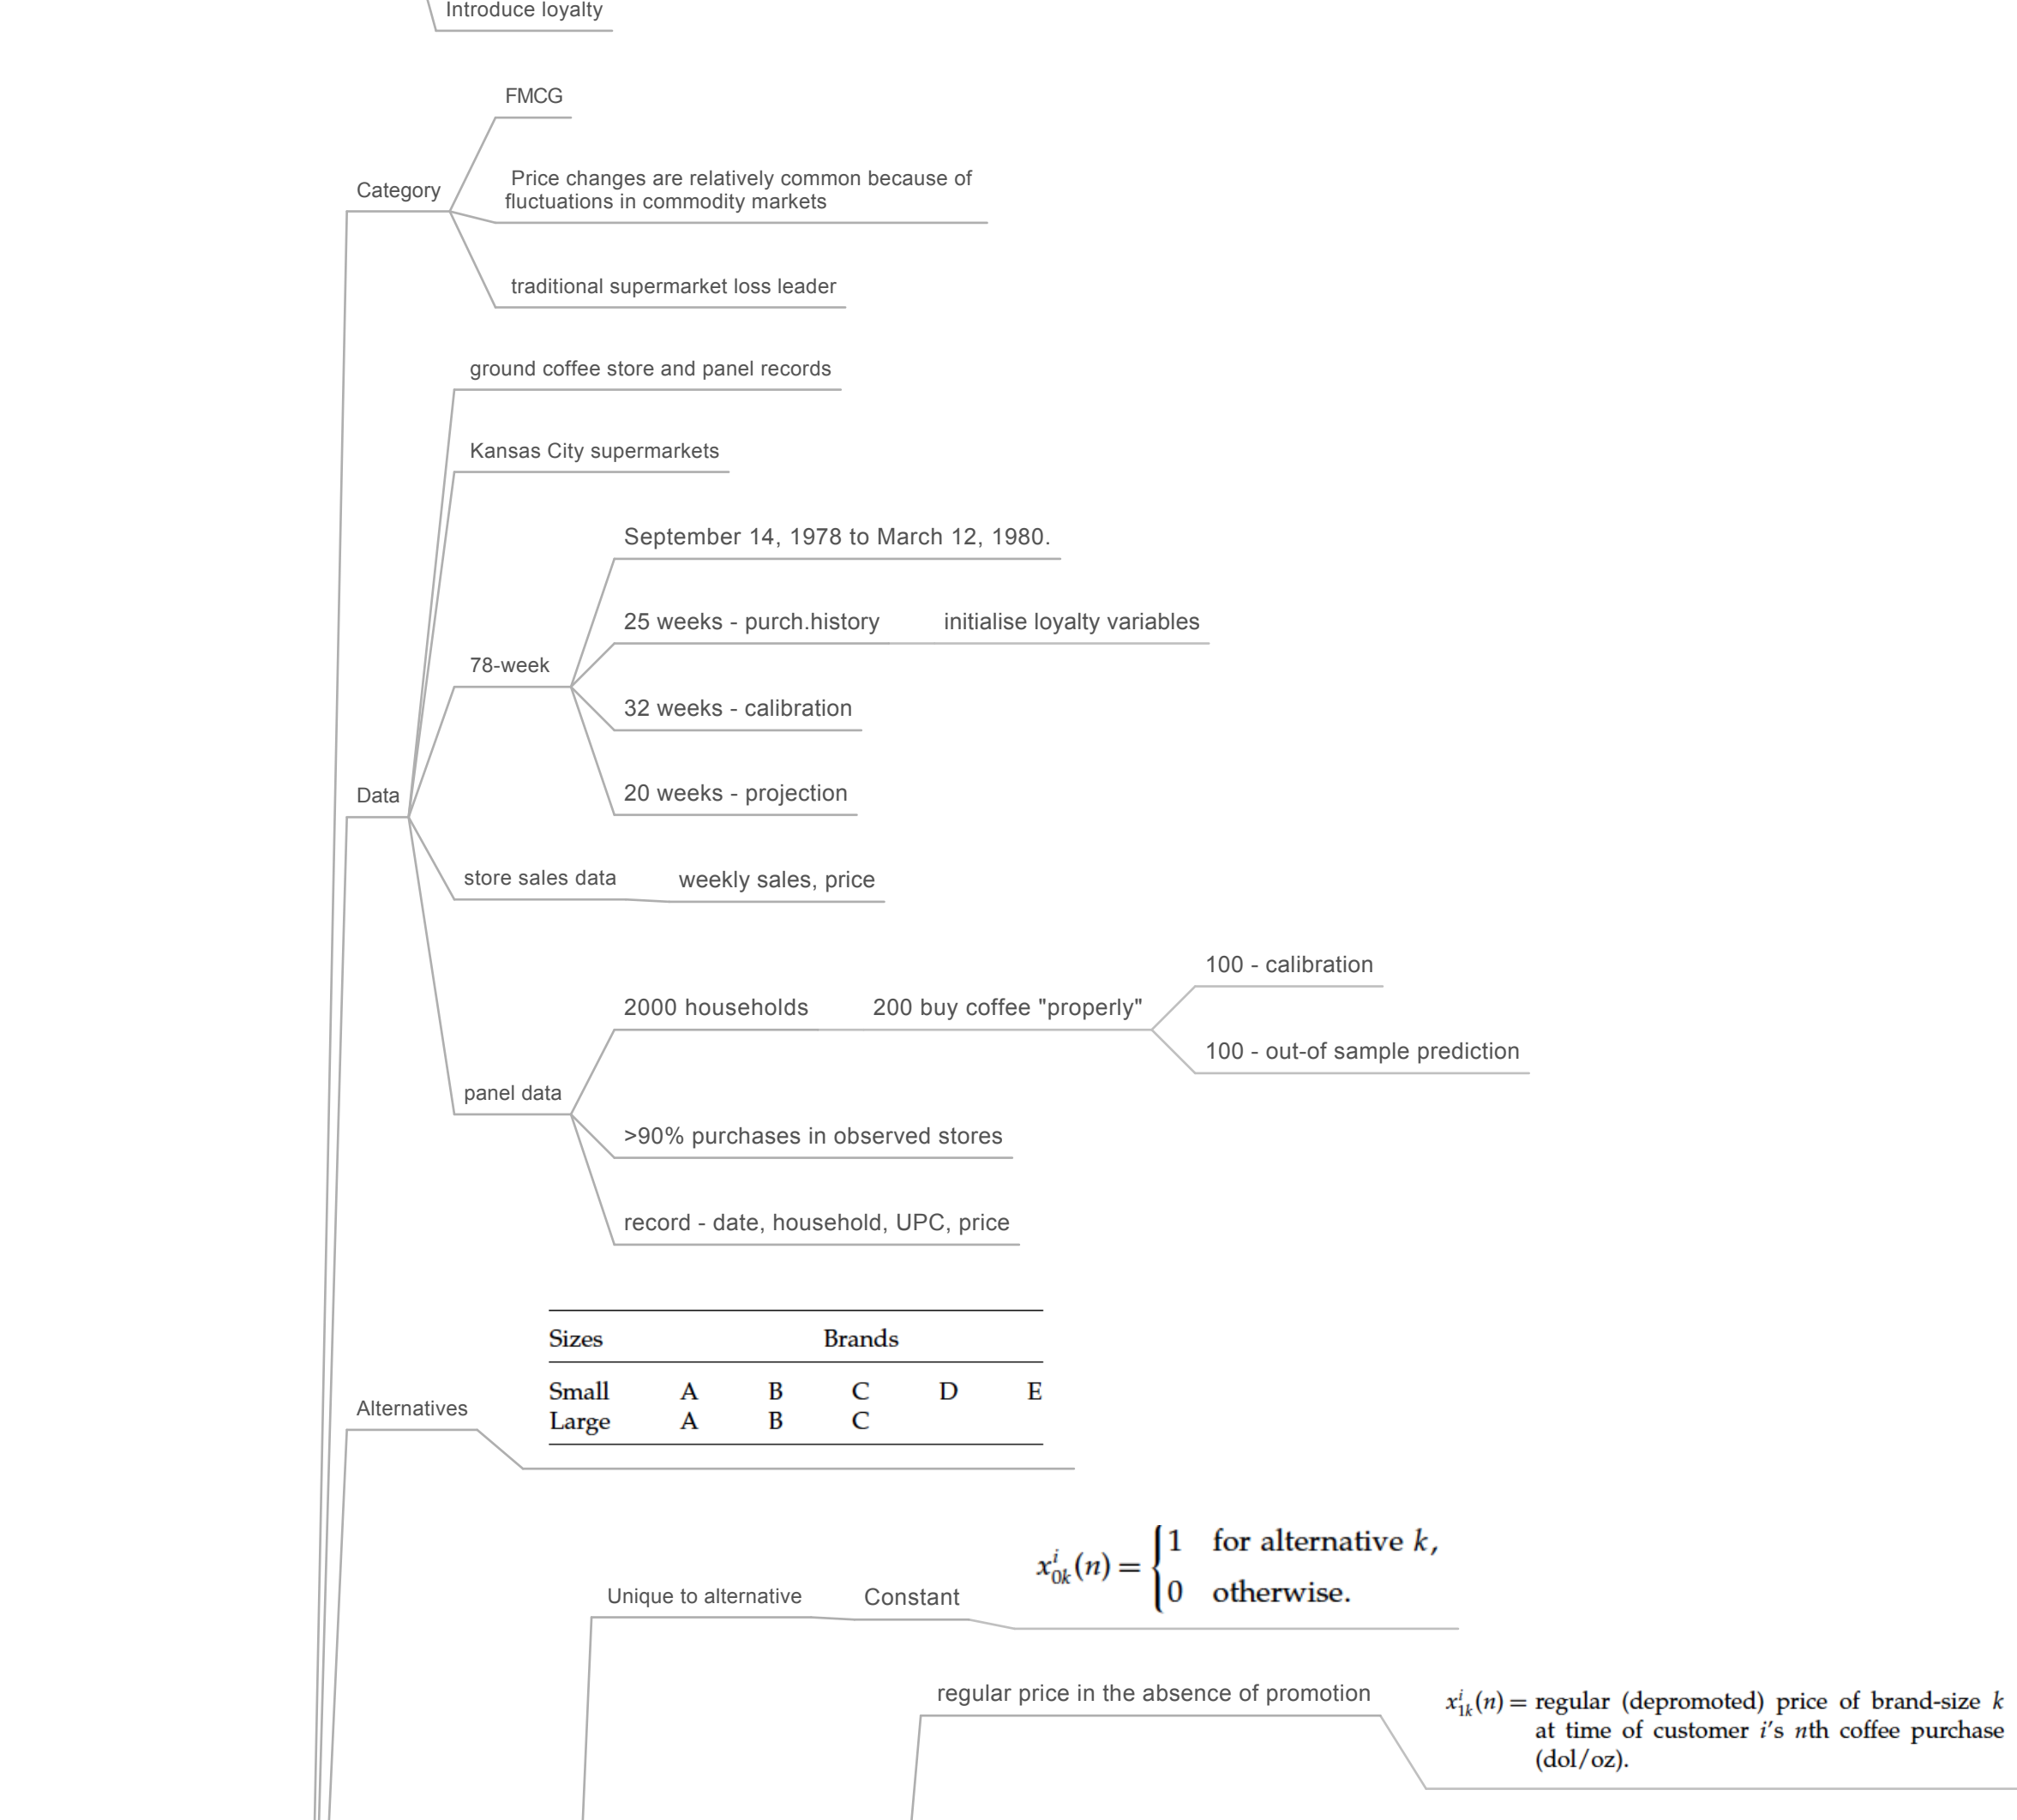 Introduce loyalty
FMCG
Category
Price changes are relatively common because of
fluctuations in commodity markets
traditional supermarket loss leader
ground coffee store and panel records
Kansas City supermarkets
September 14, 1978 to March 12, 1980.
25 weeks - purch.history
initialise loyalty variables
78-week
32 weeks - calibration
20 weeks - projection
Data
store sales data
weekly sales, price
100 - calibration
2000 households
200 buy coffee "properly"
100 - out-of sample prediction
panel data
>90% purchases in observed stores
record - date, household, UPC, price
Sizes Brands
Small A B C D E
Large A B C
Alternatives
Unique to alternative
Constant
x^i_{0k}(n) = { 1 for alternative k,
0 otherwise.
regular price in the absence of promotion
x^i_{1k}(n) = regular (depromoted) price of brand-size k
at time of customer i's nth coffee purchase
(dol/oz).